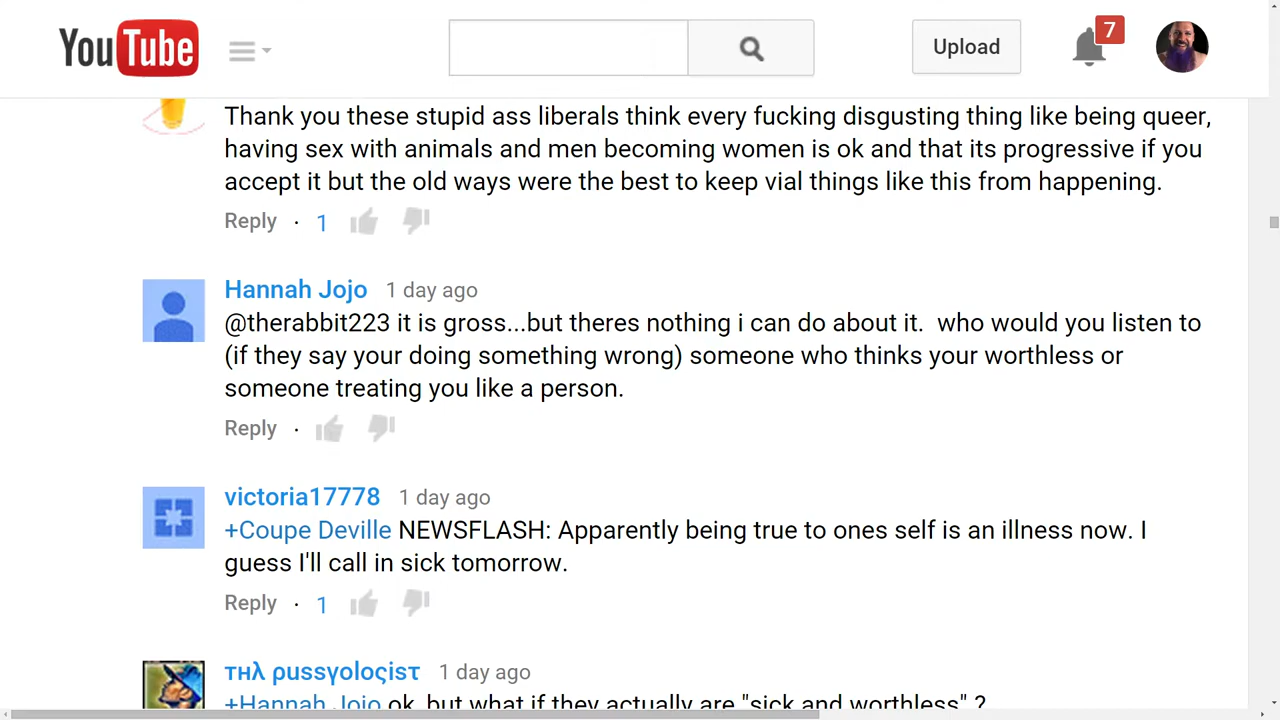 YouTube
Upload
7
Thank you these stupid ass liberals think every fucking disgusting thing like being queer,
having sex with animals and men becoming women is ok and that its progressive if you
accept it but the old ways were the best to keep vial things like this from happening.
Reply · 1
Hannah Jojo 1 day ago
@therabbit223 it is gross...but theres nothing i can do about it.  who would you listen to
(if they say your doing something wrong) someone who thinks your worthless or
someone treating you like a person.
Reply ·
victoria17778 1 day ago
+Coupe Deville NEWSFLASH: Apparently being true to ones self is an illness now. I
guess I'll call in sick tomorrow.
Reply · 1
тнλ ρussγoloςisτ 1 day ago
+Hannah Jojo ok, but what if they actually are "sick and worthless" ?